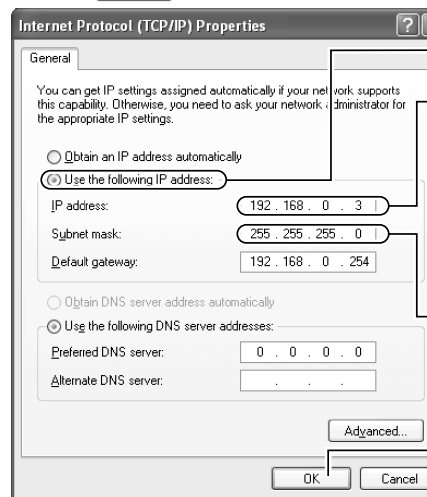 Internet Protocol (TCP/IP) Properties ?
General
You can get IP settings assigned automatically if your network supports
this capability. Otherwise, you need to ask your network administrator for
the appropriate IP settings.
Obtain an IP address automatically
Use the following IP address:
IP address: 192 . 168 . 0 . 3
Subnet mask: 255 . 255 . 255 . 0
Default gateway: 192 . 168 . 0 . 254
Obtain DNS server address automatically
Use the following DNS server addresses:
Preferred DNS server: 0 . 0 . 0 . 0
Alternate DNS server: . . .
Advanced...
OK Cancel